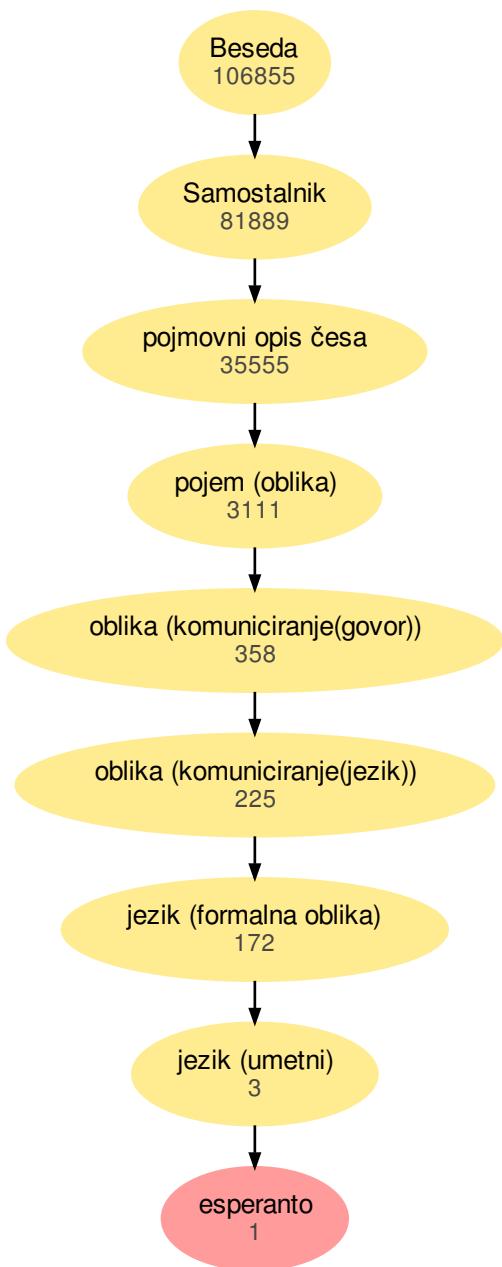 Beseda
106855
Samostalnik
81889
pojmovni opis česa
35555
pojem (oblika)
3111
oblika (komuniciranje(govor))
358
oblika (komuniciranje(jezik))
225
jezik (formalna oblika)
172
jezik (umetni)
3
esperanto
1